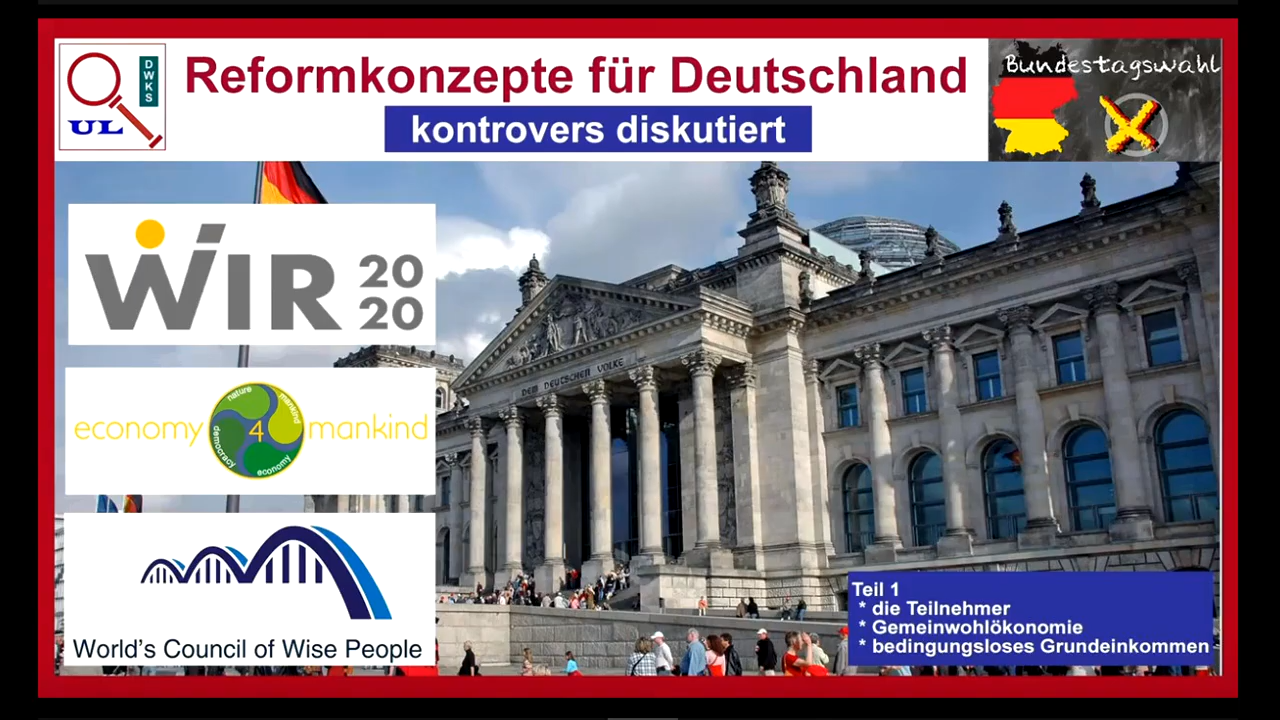 DWKS
UL
Reformkonzepte für Deutschland
kontrovers diskutiert
Bundestagswahl
WIR 20
20
economy 4 mankind
nature
mankind
democracy
economy
World's Council of Wise People
DEM DEUTSCHEN VOLKE
Teil 1
* die Teilnehmer
* Gemeinwohlökonomie
* bedingungsloses Grundeinkommen